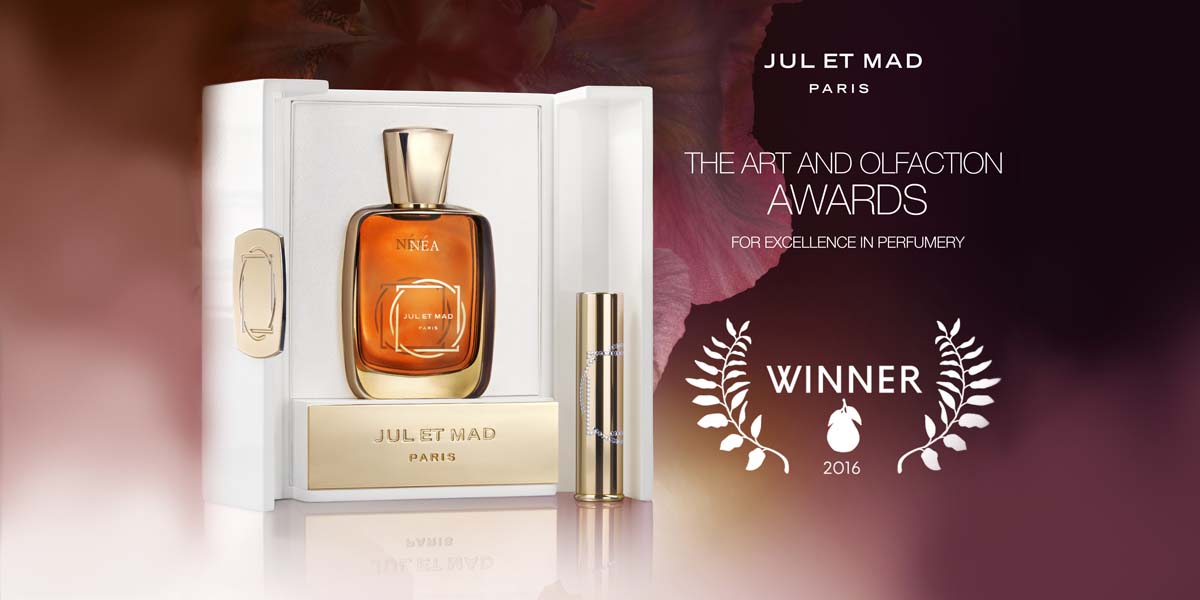 JUL ET MAD
PARIS
THE ART AND OLFACTION
AWARDS
FOR EXCELLENCE IN PERFUMERY
WINNER
2016
NÉA
JUL ET MAD
PARIS
JUL ET MAD
PARIS